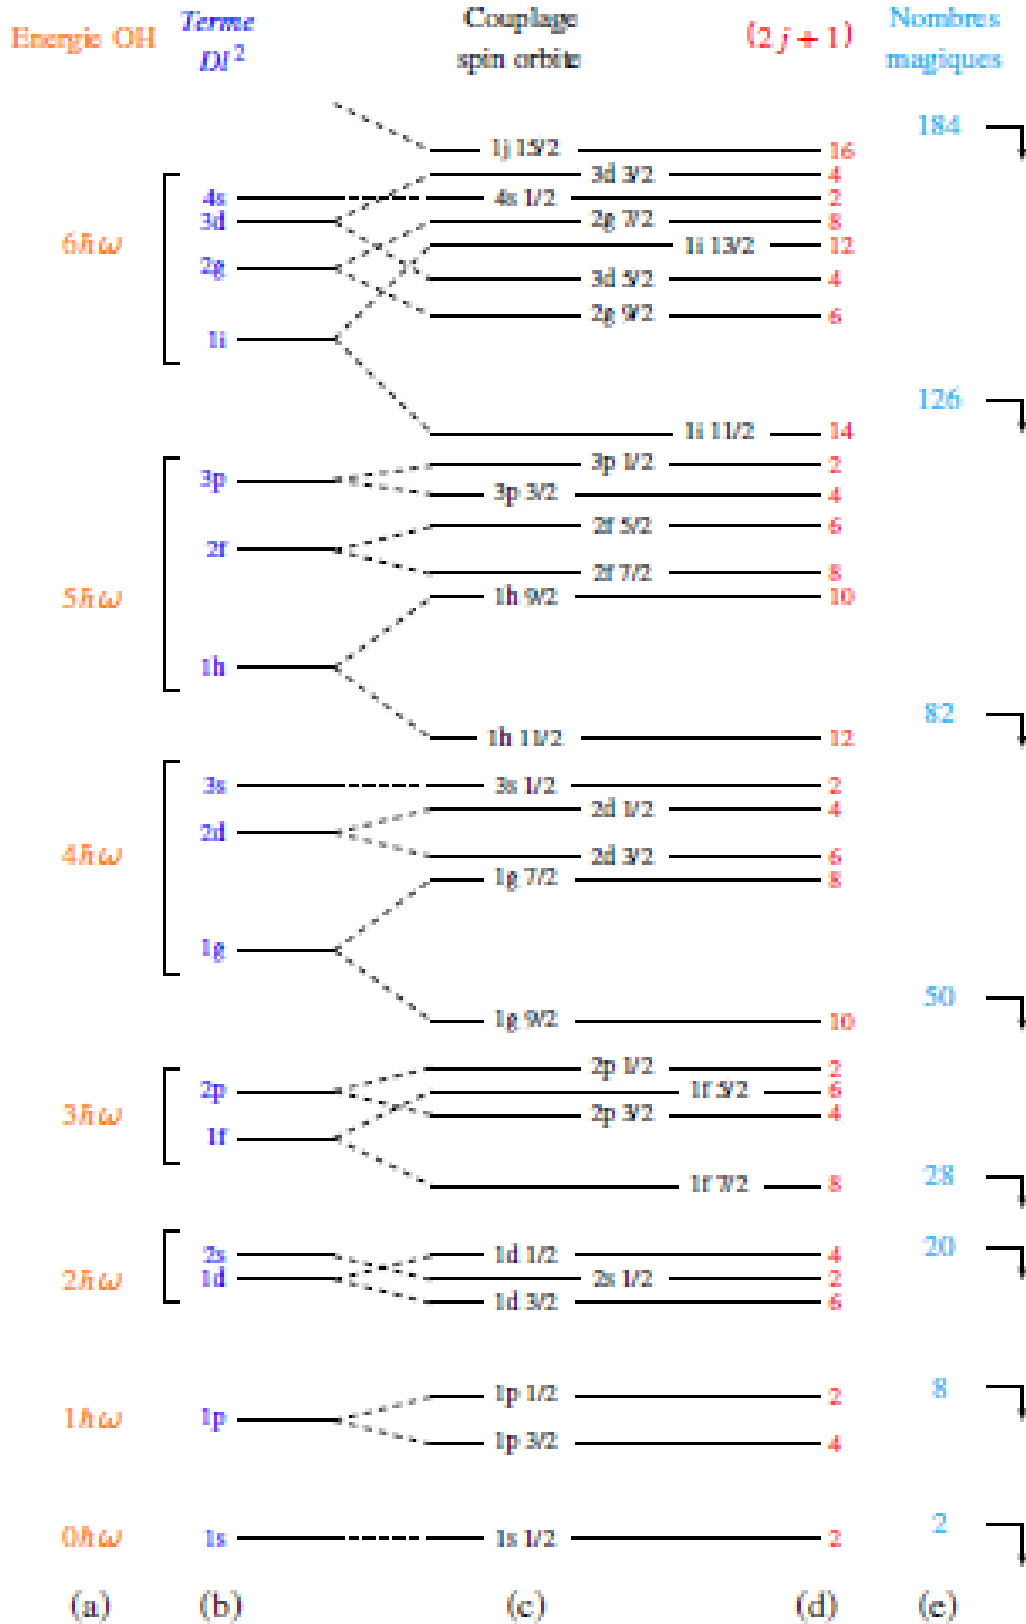 Energie OH
Terme
Dl²
Couplage
spin orbite
(2j + 1)
Nombres
magiques
184
1j 15/2 16
3d 3/2 4
4s 4s 1/2 2
3d 2g 7/2 8
6ℏω 1i 13/2 12
2g 3d 5/2 4
2g 9/2 6
1i
126
1i 11/2 14
3p 1/2 2
3p 3p 3/2 4
2f 5/2 6
2f 2f 7/2 8
5ℏω 1h 9/2 10
1h
82
1h 11/2 12
3s 3s 1/2 2
2d 1/2 4
2d
4ℏω 2d 3/2 6
1g 7/2 8
1g
50
1g 9/2 10
2p 1/2 2
2p 1f 5/2 6
3ℏω 2p 3/2 4
1f
28
1f 7/2 8
2s 1d 1/2 4 20
2ℏω 1d 2s 1/2 2
1d 3/2 6
8
1p 1/2 2
1ℏω 1p
1p 3/2 4
2
0ℏω 1s 1s 1/2 2
(a) (b) (c) (d) (e)